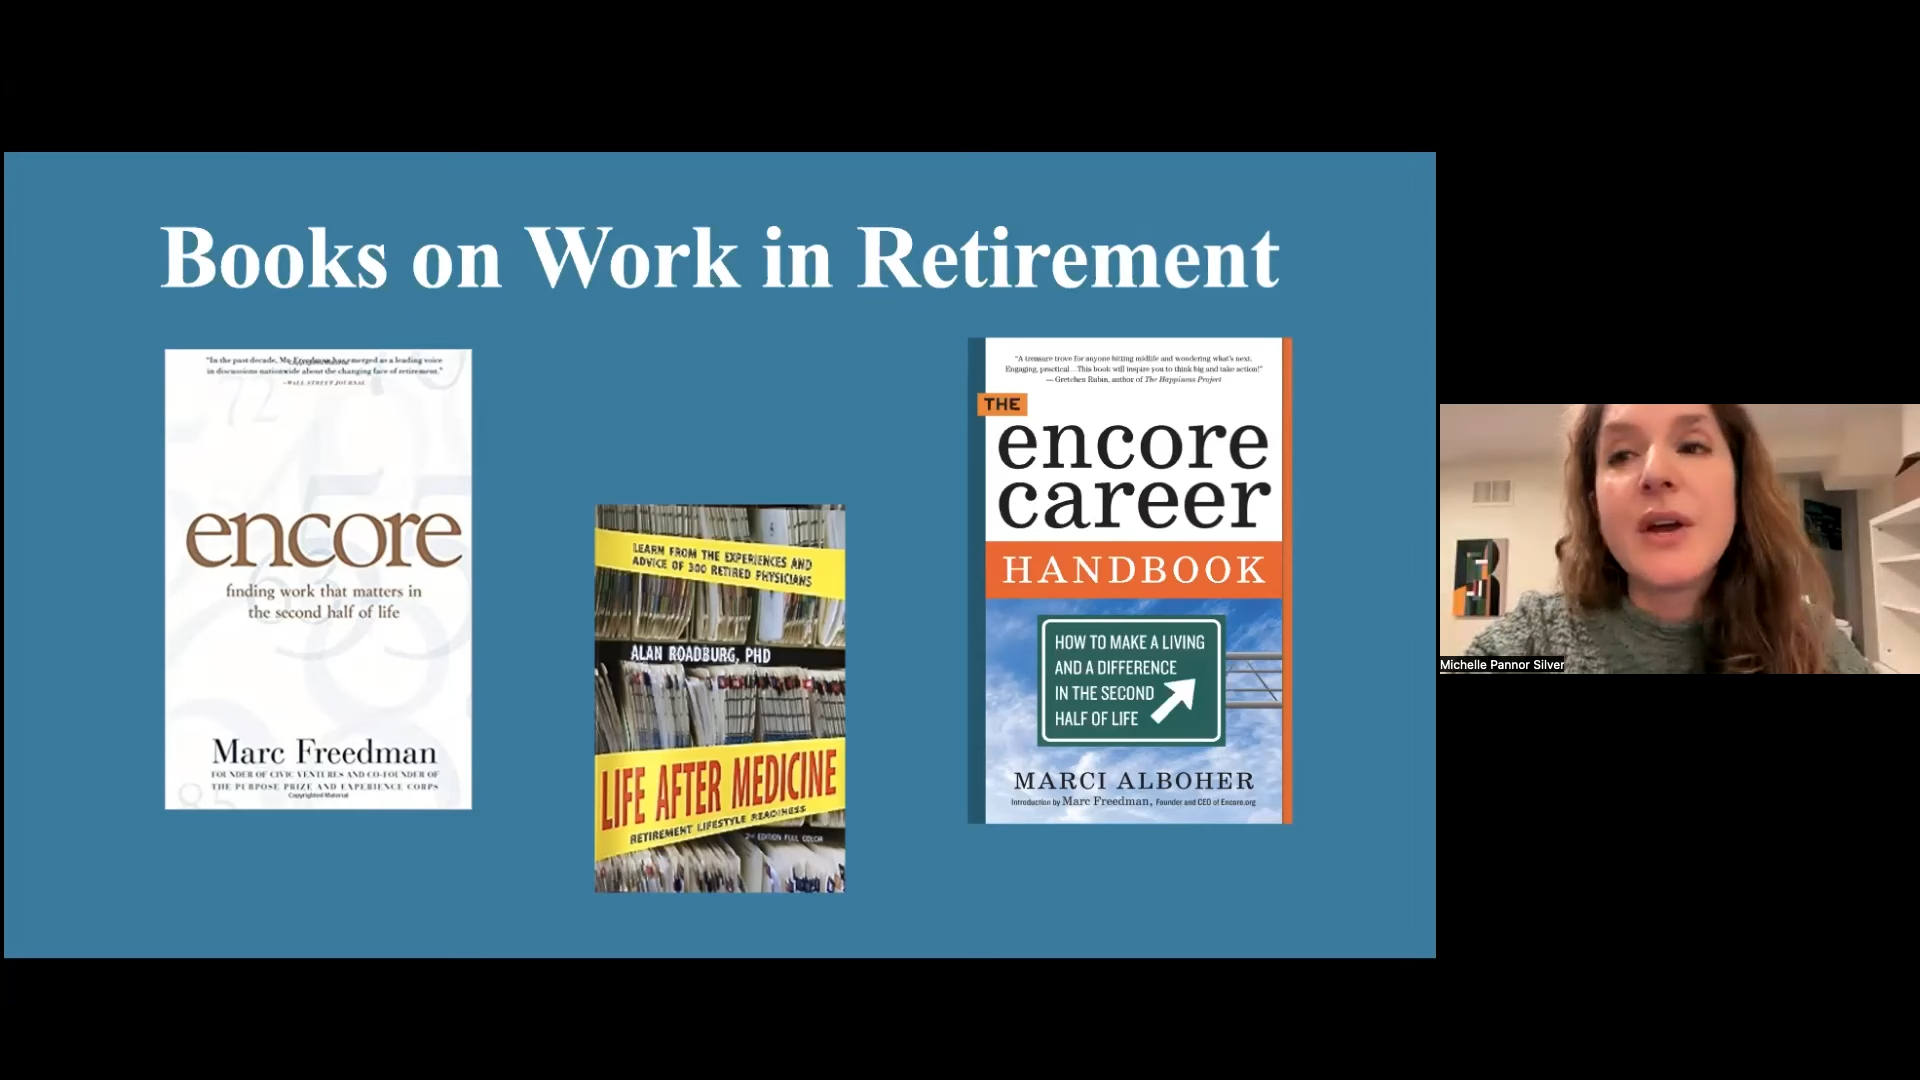 Books on Work in Retirement
"In the past decade, Mr. Freedman has emerged as a leading voice
in discussions nationwide about the changing face of retirement."
—WALL STREET JOURNAL
72
55
encore
finding work that matters in
the second half of life
Marc Freedman
FOUNDER OF CIVIC VENTURES AND CO-FOUNDER OF
THE PURPOSE PRIZE AND EXPERIENCE CORPS
Copyrighted Material
85
LEARN FROM THE EXPERIENCES AND
ADVICE OF 300 RETIRED PHYSICIANS
ALAN ROADBURG, PHD
LIFE AFTER MEDICINE
RETIREMENT LIFESTYLE READINESS
2ND EDITION FULL COLOR
"A treasure trove for anyone hitting midlife and wondering what's next.
Engaging, practical...This book will inspire you to think big and take action!"
— Gretchen Rubin, author of The Happiness Project
THE
encore
career
HANDBOOK
HOW TO MAKE A LIVING
AND A DIFFERENCE
IN THE SECOND
HALF OF LIFE
MARCI ALBOHER
Introduction by Marc Freedman, Founder and CEO of Encore.org
Michelle Pannor Silver